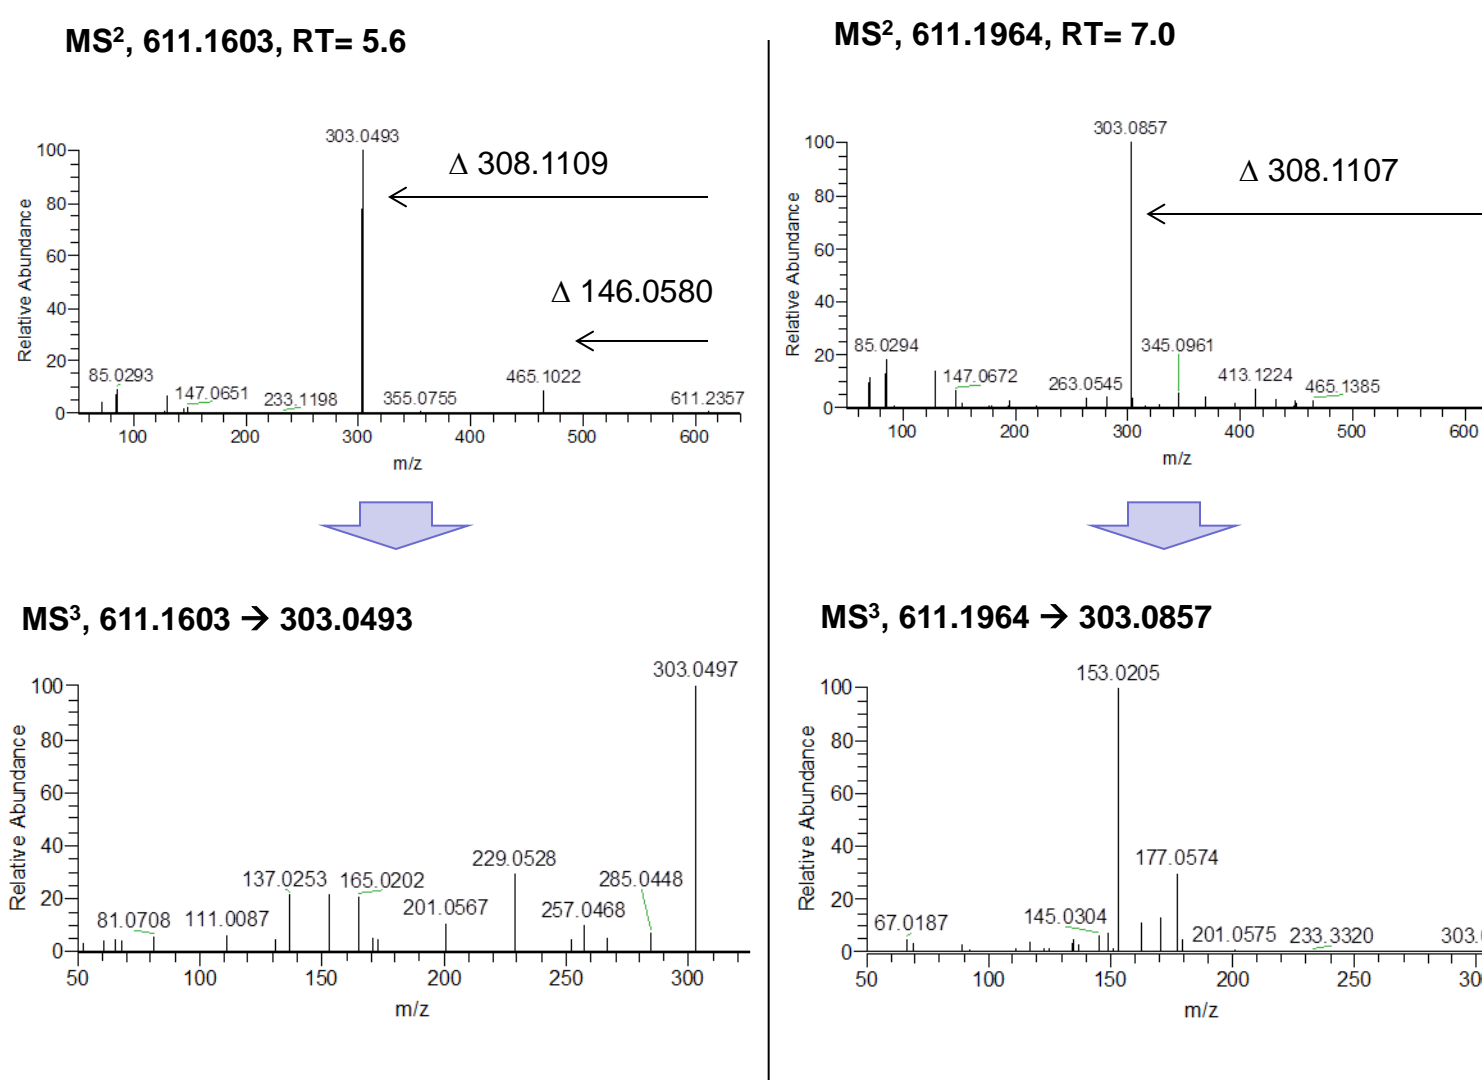 MS², 611.1603, RT= 5.6
303.0493
Δ 308.1109
Δ 146.0580
85.0293
147.0651
233.1198
355.0755
465.1022
611.2357
100
80
60
40
20
0
Relative Abundance
100 200 300 400 500 600
m/z
MS², 611.1964, RT= 7.0
303.0857
Δ 308.1107
85.0294
147.0672
263.0545
345.0961
413.1224
465.1385
100
80
60
40
20
0
Relative Abundance
100 200 300 400 500 600
m/z
MS³, 611.1603 → 303.0493
303.0497
229.0528
137.0253
165.0202
285.0448
81.0708
111.0087
201.0567
257.0468
100
80
60
40
20
0
Relative Abundance
50 100 150 200 250 300
m/z
MS³, 611.1964 → 303.0857
153.0205
177.0574
67.0187
145.0304
201.0575
233.3320
303.
100
80
60
40
20
0
Relative Abundance
50 100 150 200 250 30
m/z